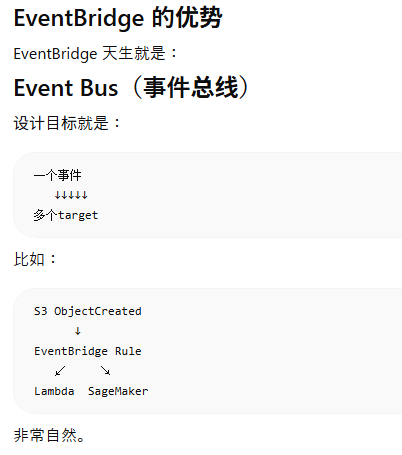 EventBridge 的优势
EventBridge 天生就是：
Event Bus（事件总线）
设计目标就是：
一个事件
↓↓↓↓↓
多个target
比如：
S3 ObjectCreated
↓
EventBridge Rule
↙ ↘
Lambda SageMaker
非常自然。